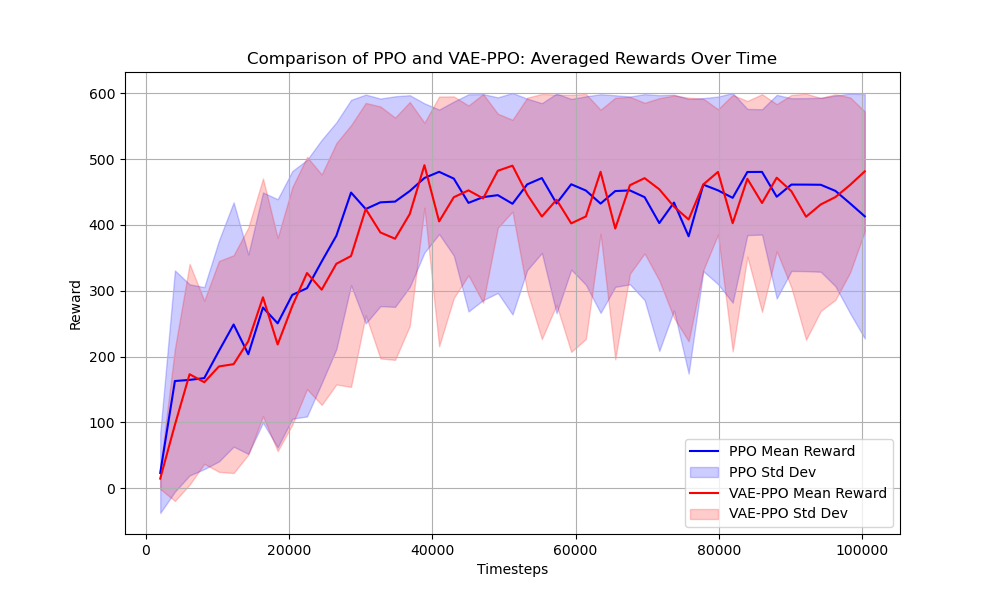 Comparison of PPO and VAE-PPO: Averaged Rewards Over Time
600
500
400
300
200
100
0
Reward
0
20000
40000
60000
80000
100000
Timesteps
PPO Mean Reward
PPO Std Dev
VAE-PPO Mean Reward
VAE-PPO Std Dev